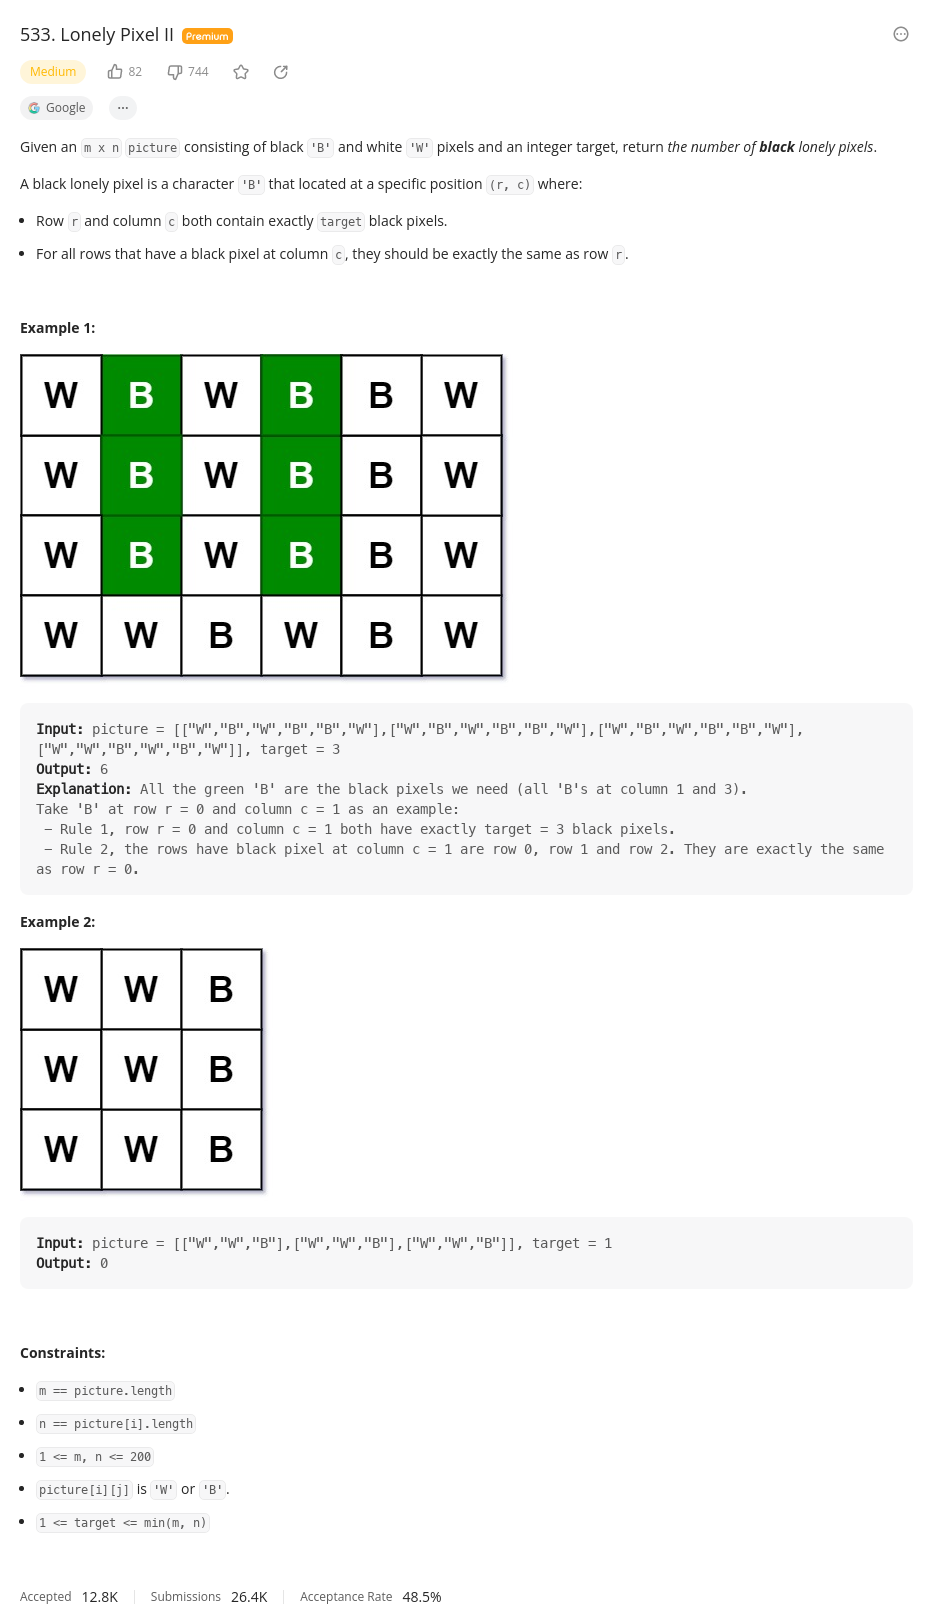 533. Lonely Pixel II Premium
Medium 82 744
Google ...
Given an m x n picture consisting of black 'B' and white 'W' pixels and an integer target, return the number of black lonely pixels.
A black lonely pixel is a character 'B' that located at a specific position (r, c) where:
• Row r and column c both contain exactly target black pixels.
• For all rows that have a black pixel at column c, they should be exactly the same as row r.
Example 1:
W B W B B W
W B W B B W
W B W B B W
W W B W B W
Input: picture = [["W","B","W","B","B","W"],["W","B","W","B","B","W"],["W","B","W","B","B","W"],
["W","W","B","W","B","W"]], target = 3
Output: 6
Explanation: All the green 'B' are the black pixels we need (all 'B's at column 1 and 3).
Take 'B' at row r = 0 and column c = 1 as an example:
- Rule 1, row r = 0 and column c = 1 both have exactly target = 3 black pixels.
- Rule 2, the rows have black pixel at column c = 1 are row 0, row 1 and row 2. They are exactly the same
as row r = 0.
Example 2:
W W B
W W B
W W B
Input: picture = [["W","W","B"],["W","W","B"],["W","W","B"]], target = 1
Output: 0
Constraints:
• m == picture.length
• n == picture[i].length
• 1 <= m, n <= 200
• picture[i][j] is 'W' or 'B'.
• 1 <= target <= min(m, n)
Accepted 12.8K Submissions 26.4K Acceptance Rate 48.5%